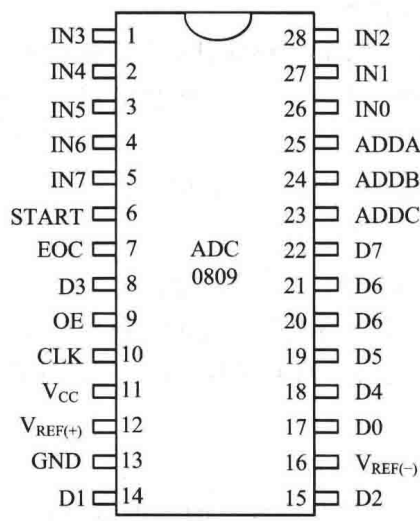 IN3 1 28 IN2
IN4 2 27 IN1
IN5 3 26 IN0
IN6 4 25 ADDA
IN7 5 24 ADDB
START 6 23 ADDC
EOC 7 ADC 22 D7
D3 8 0809 21 D6
OE 9 20 D6
CLK 10 19 D5
VCC 11 18 D4
VREF(+) 12 17 D0
GND 13 16 VREF(−)
D1 14 15 D2